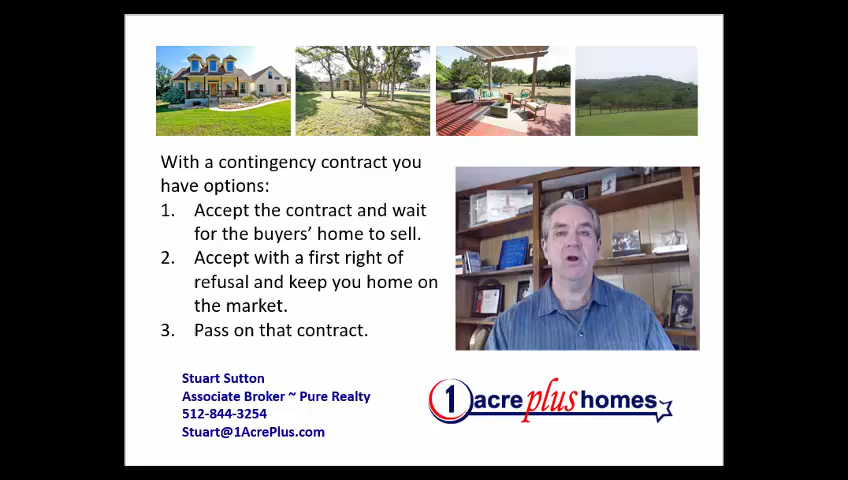 With a contingency contract you
have options:
1. Accept the contract and wait
for the buyers' home to sell.
2. Accept with a first right of
refusal and keep you home on
the market.
3. Pass on that contract.
Stuart Sutton
Associate Broker ~ Pure Realty
512-844-3254
Stuart@1AcrePlus.com
1 acre plus homes